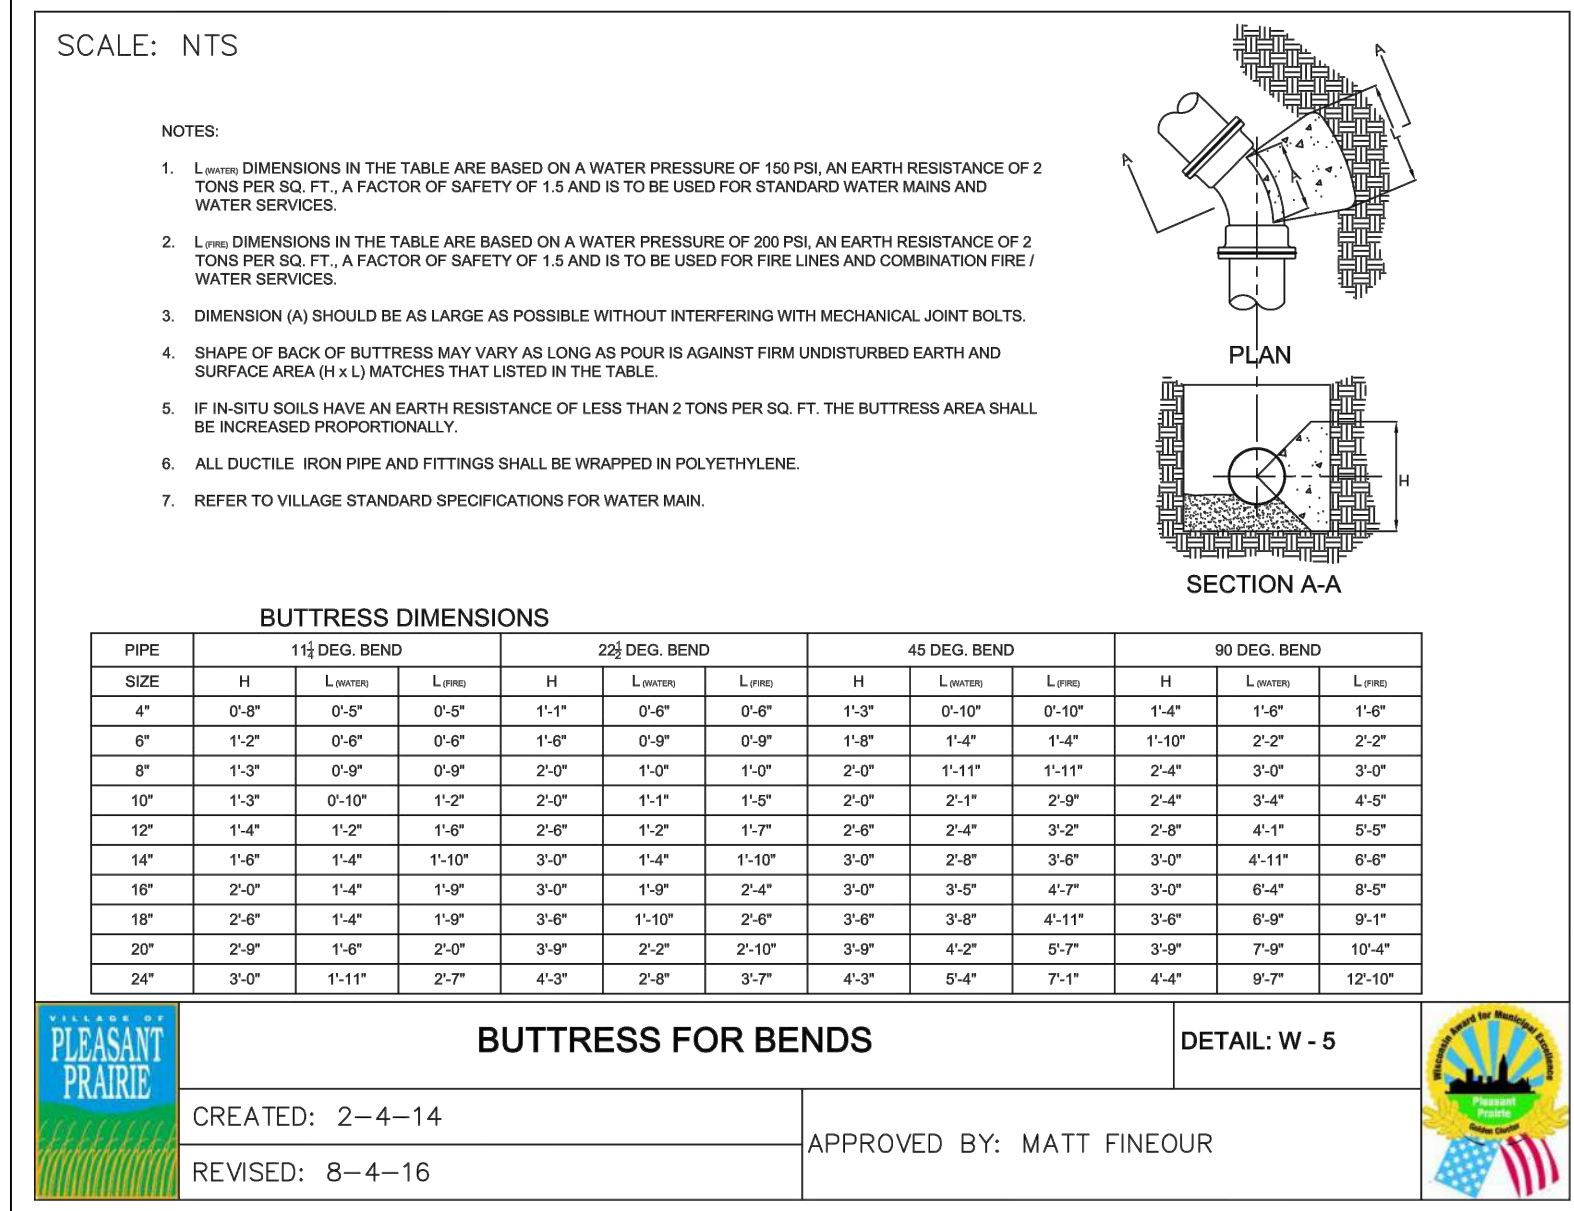 SCALE: NTS
NOTES:
1. L (WATER) DIMENSIONS IN THE TABLE ARE BASED ON A WATER PRESSURE OF 150 PSI, AN EARTH RESISTANCE OF 2
TONS PER SQ. FT., A FACTOR OF SAFETY OF 1.5 AND IS TO BE USED FOR STANDARD WATER MAINS AND
WATER SERVICES.
2. L (FIRE) DIMENSIONS IN THE TABLE ARE BASED ON A WATER PRESSURE OF 200 PSI, AN EARTH RESISTANCE OF 2
TONS PER SQ. FT., A FACTOR OF SAFETY OF 1.5 AND IS TO BE USED FOR FIRE LINES AND COMBINATION FIRE /
WATER SERVICES.
3. DIMENSION (A) SHOULD BE AS LARGE AS POSSIBLE WITHOUT INTERFERING WITH MECHANICAL JOINT BOLTS.
4. SHAPE OF BACK OF BUTTRESS MAY VARY AS LONG AS POUR IS AGAINST FIRM UNDISTURBED EARTH AND
SURFACE AREA (H x L) MATCHES THAT LISTED IN THE TABLE.
5. IF IN-SITU SOILS HAVE AN EARTH RESISTANCE OF LESS THAN 2 TONS PER SQ. FT. THE BUTTRESS AREA SHALL
BE INCREASED PROPORTIONALLY.
6. ALL DUCTILE IRON PIPE AND FITTINGS SHALL BE WRAPPED IN POLYETHYLENE.
7. REFER TO VILLAGE STANDARD SPECIFICATIONS FOR WATER MAIN.
A
A
A
L
PLAN
H
SECTION A-A
BUTTRESS DIMENSIONS
PIPE 11¼ DEG. BEND 22½ DEG. BEND 45 DEG. BEND 90 DEG. BEND
SIZE H L (WATER) L (FIRE) H L (WATER) L (FIRE) H L (WATER) L (FIRE) H L (WATER) L (FIRE)
4" 0'-8" 0'-5" 0'-5" 1'-1" 0'-6" 0'-6" 1'-3" 0'-10" 0'-10" 1'-4" 1'-6" 1'-6"
6" 1'-2" 0'-6" 0'-6" 1'-6" 0'-9" 0'-9" 1'-8" 1'-4" 1'-4" 1'-10" 2'-2" 2'-2"
8" 1'-3" 0'-9" 0'-9" 2'-0" 1'-0" 1'-0" 2'-0" 1'-11" 1'-11" 2'-4" 3'-0" 3'-0"
10" 1'-3" 0'-10" 1'-2" 2'-0" 1'-1" 1'-5" 2'-0" 2'-1" 2'-9" 2'-4" 3'-4" 4'-5"
12" 1'-4" 1'-2" 1'-6" 2'-6" 1'-2" 1'-7" 2'-6" 2'-4" 3'-2" 2'-8" 4'-1" 5'-5"
14" 1'-6" 1'-4" 1'-10" 3'-0" 1'-4" 1'-10" 3'-0" 2'-8" 3'-6" 3'-0" 4'-11" 6'-6"
16" 2'-0" 1'-4" 1'-9" 3'-0" 1'-9" 2'-4" 3'-0" 3'-5" 4'-7" 3'-0" 6'-4" 8'-5"
18" 2'-6" 1'-4" 1'-9" 3'-6" 1'-10" 2'-6" 3'-6" 3'-8" 4'-11" 3'-6" 6'-9" 9'-1"
20" 2'-9" 1'-6" 2'-0" 3'-9" 2'-2" 2'-10" 3'-9" 4'-2" 5'-7" 3'-9" 7'-9" 10'-4"
24" 3'-0" 1'-11" 2'-7" 4'-3" 2'-8" 3'-7" 4'-3" 5'-4" 7'-1" 4'-4" 9'-7" 12'-10"
VILLAGE OF
PLEASANT
PRAIRIE
BUTTRESS FOR BENDS
DETAIL: W - 5
CREATED: 2-4-14
REVISED: 8-4-16
APPROVED BY: MATT FINEOUR
Wisconsin Award for Municipal Excellence
Pleasant
Prairie
Golden Cluster